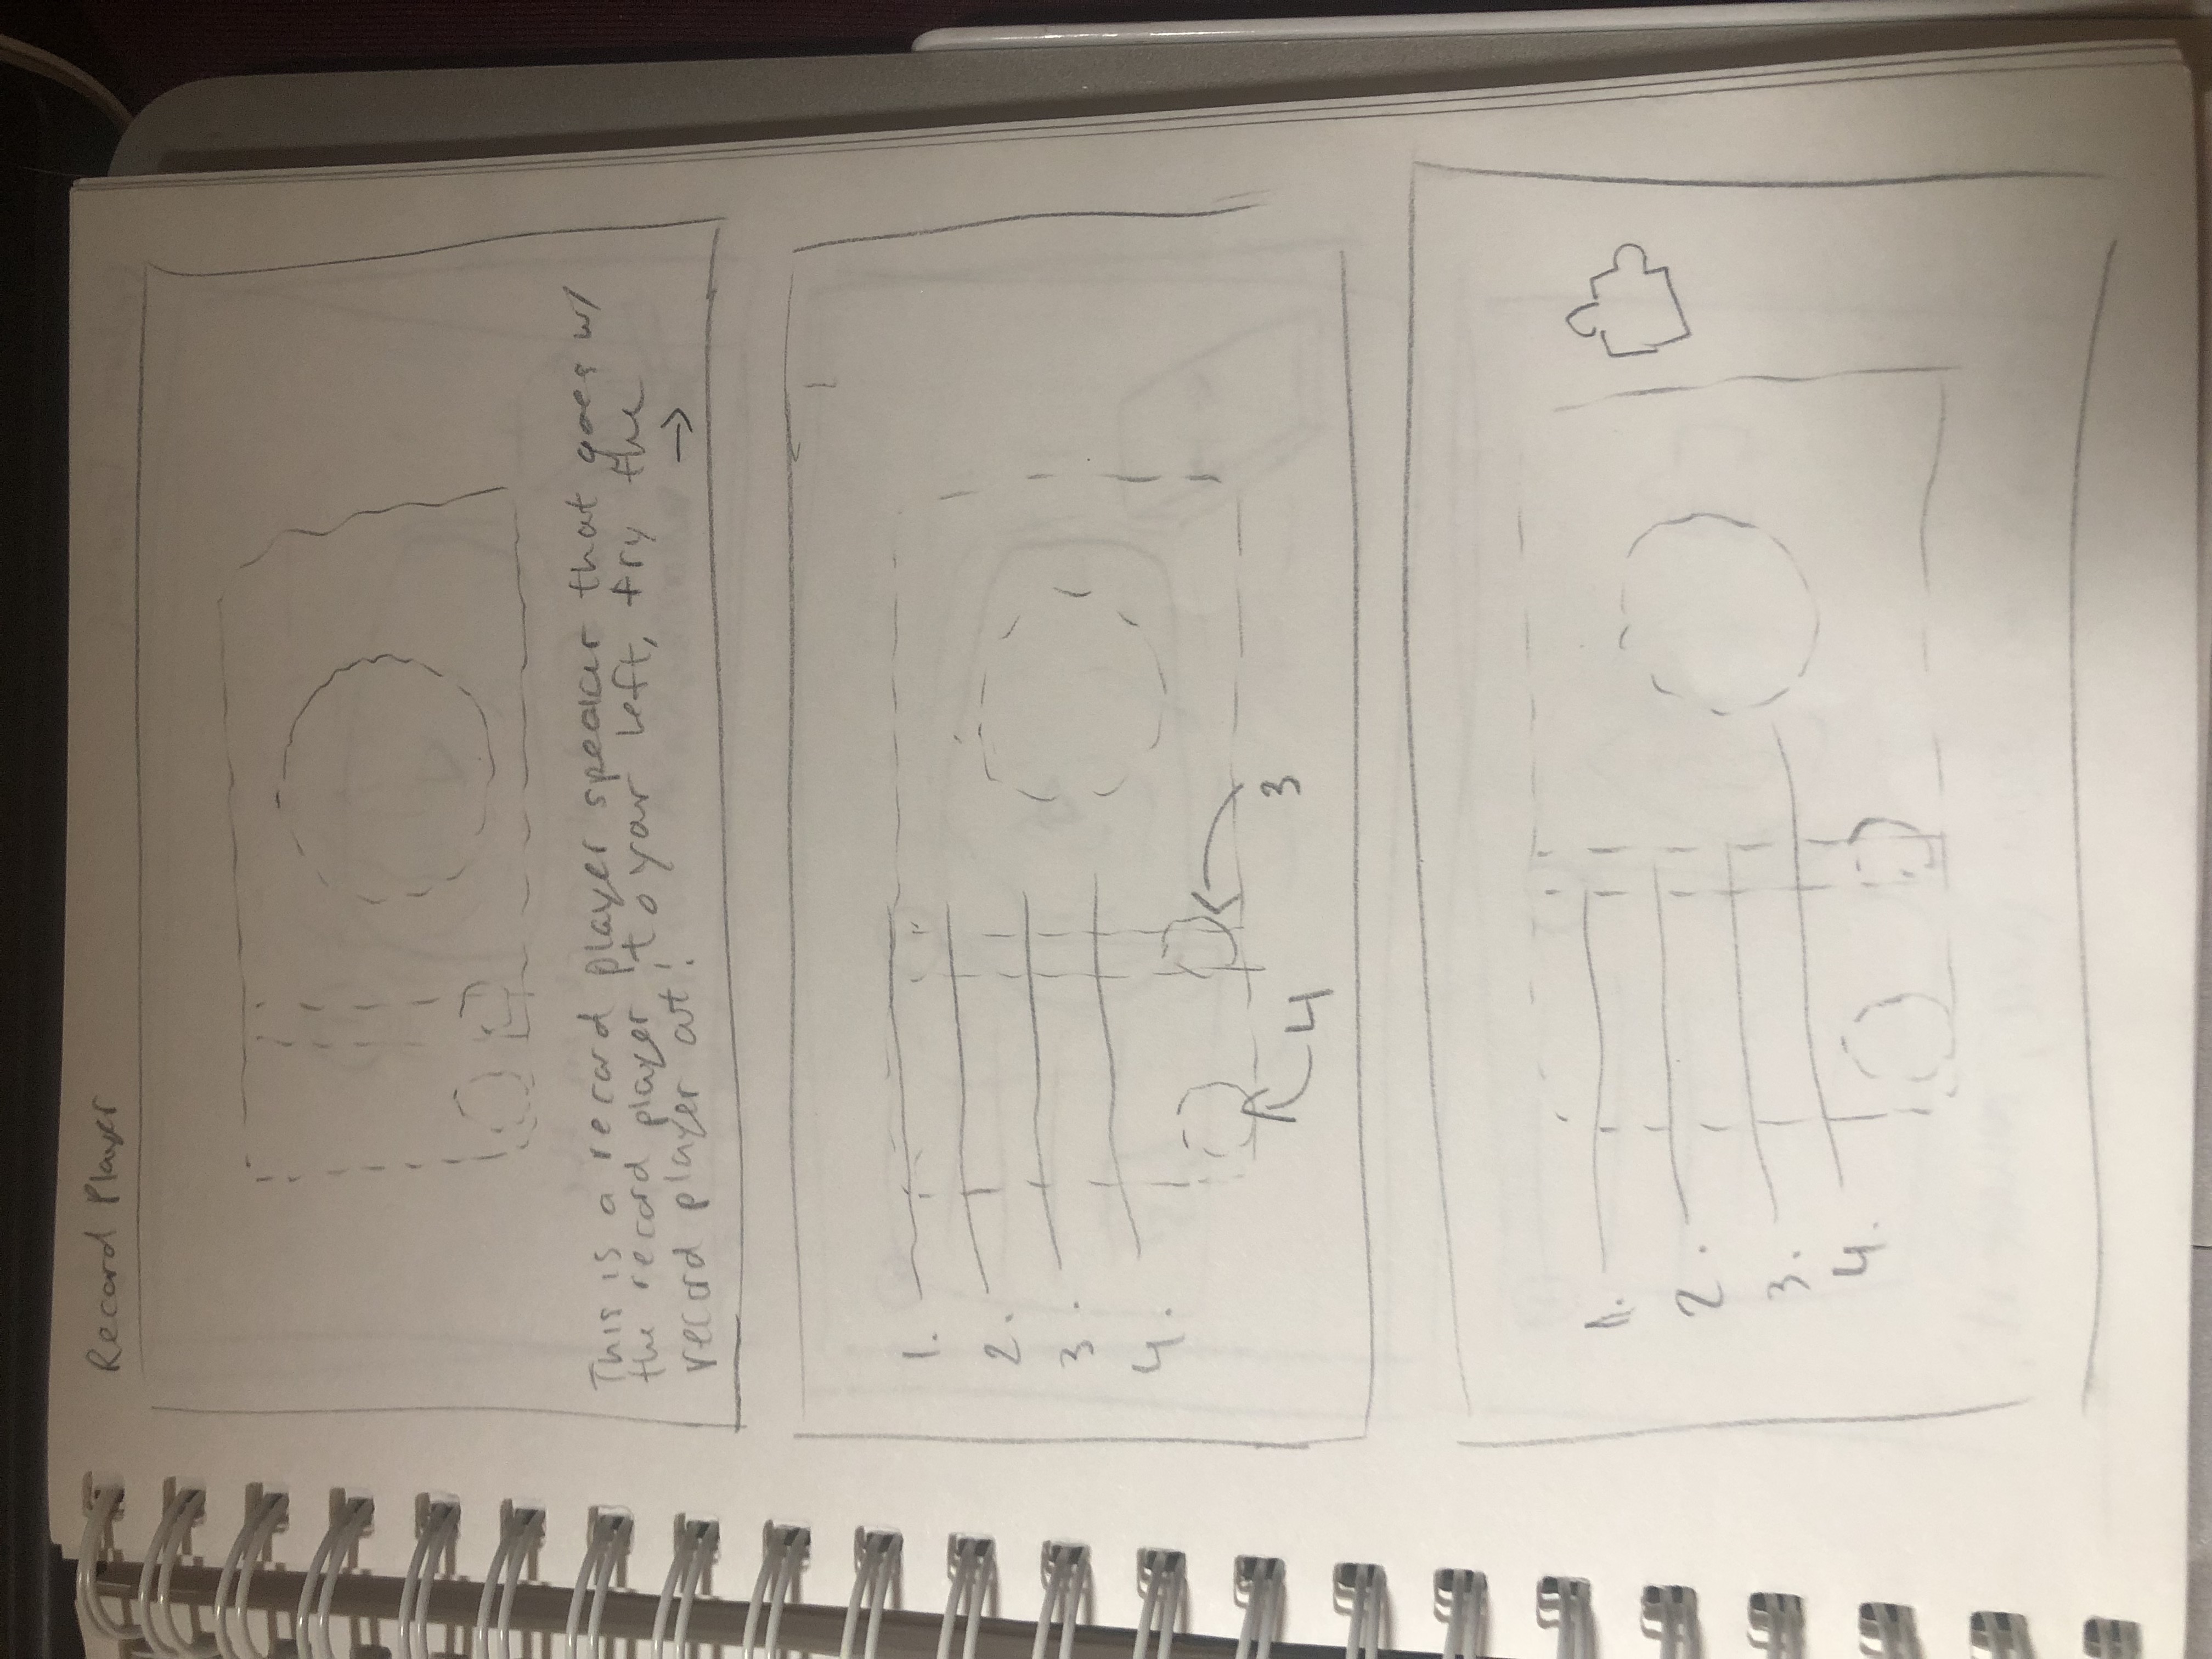 Record Player
This is a record player speaker that goes w/
the record player to your left, try the
record player out!
→
1.
2.
3.
4.
4
3
1.
2.
3.
4.